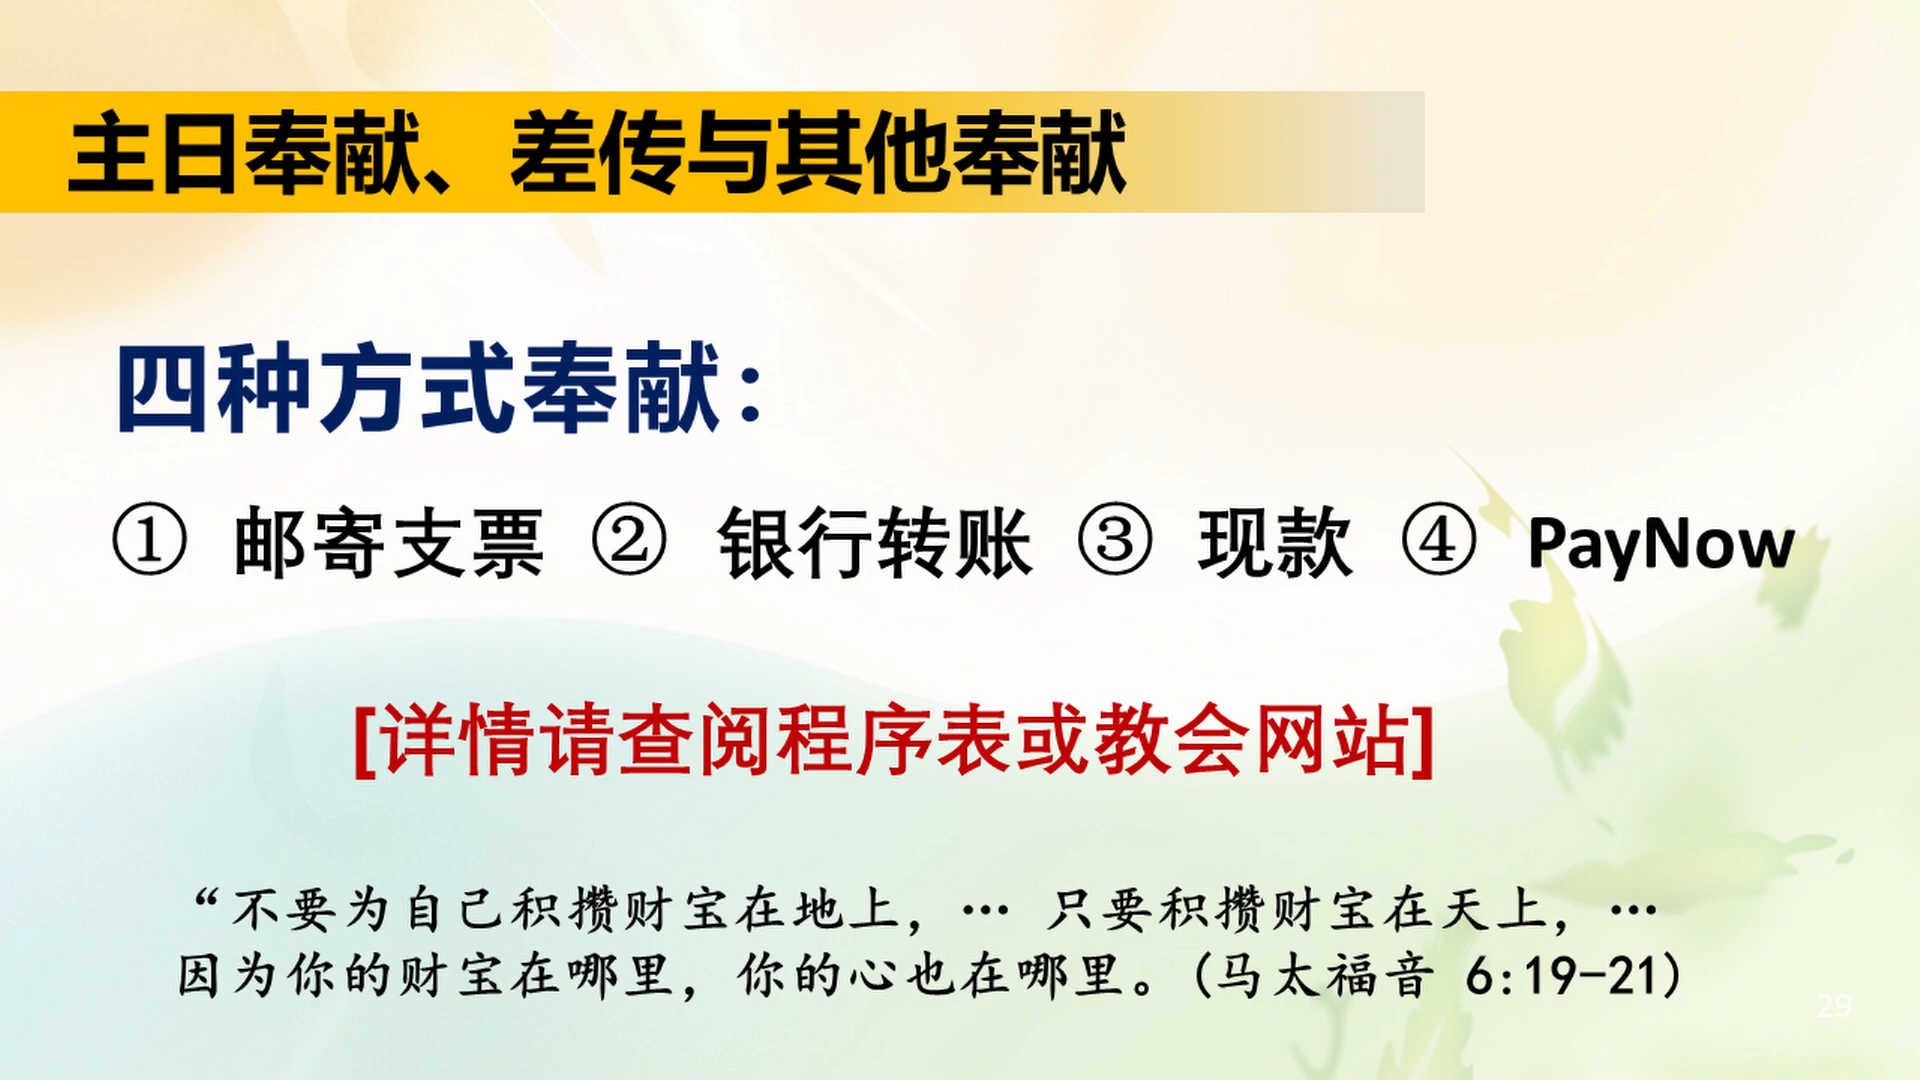 主日奉献、差传与其他奉献
四种方式奉献：
① 邮寄支票 ② 银行转账 ③ 现款 ④ PayNow
[详情请查阅程序表或教会网站]
“不要为自己积攒财宝在地上，… 只要积攒财宝在天上，…
因为你的财宝在哪里，你的心也在哪里。(马太福音 6:19-21)
29